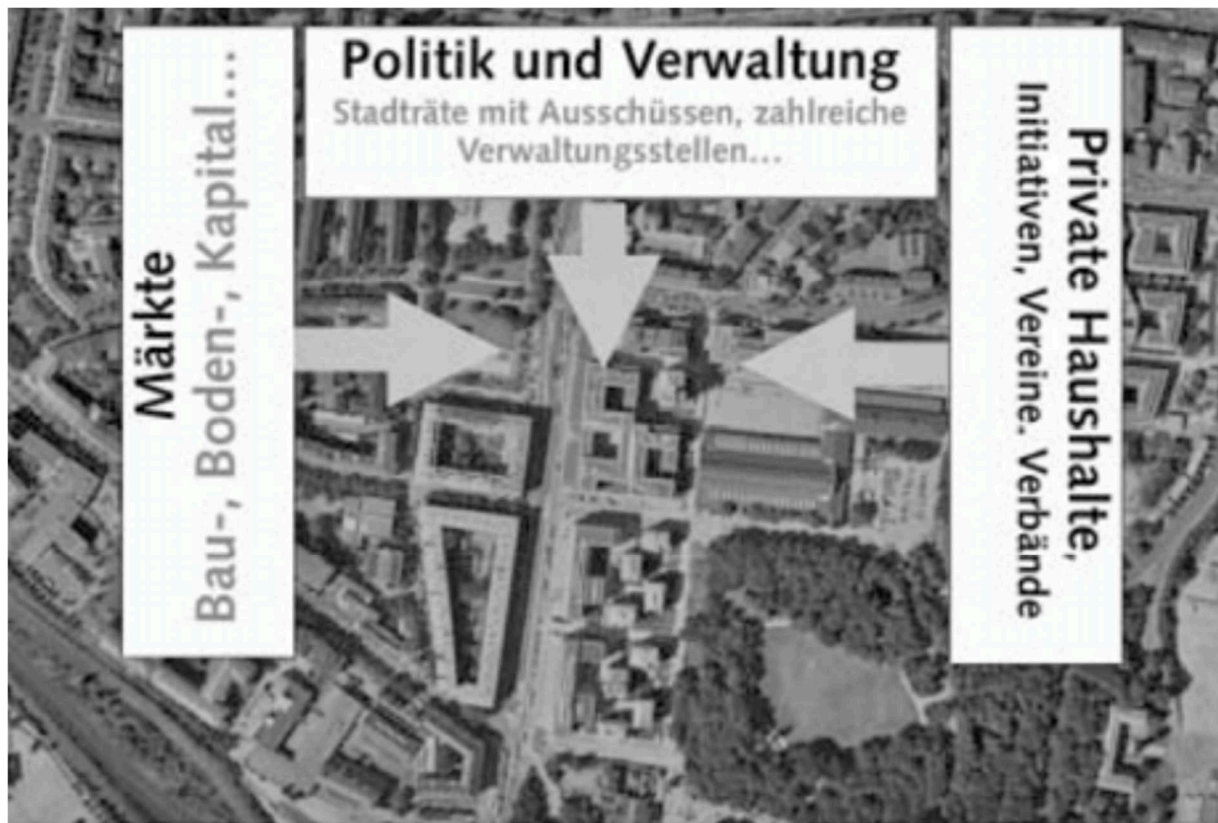 Märkte
Bau-, Boden-, Kapital...
Politik und Verwaltung
Stadträte mit Ausschüssen, zahlreiche
Verwaltungsstellen...
Private Haushalte,
Initiativen, Vereine. Verbände